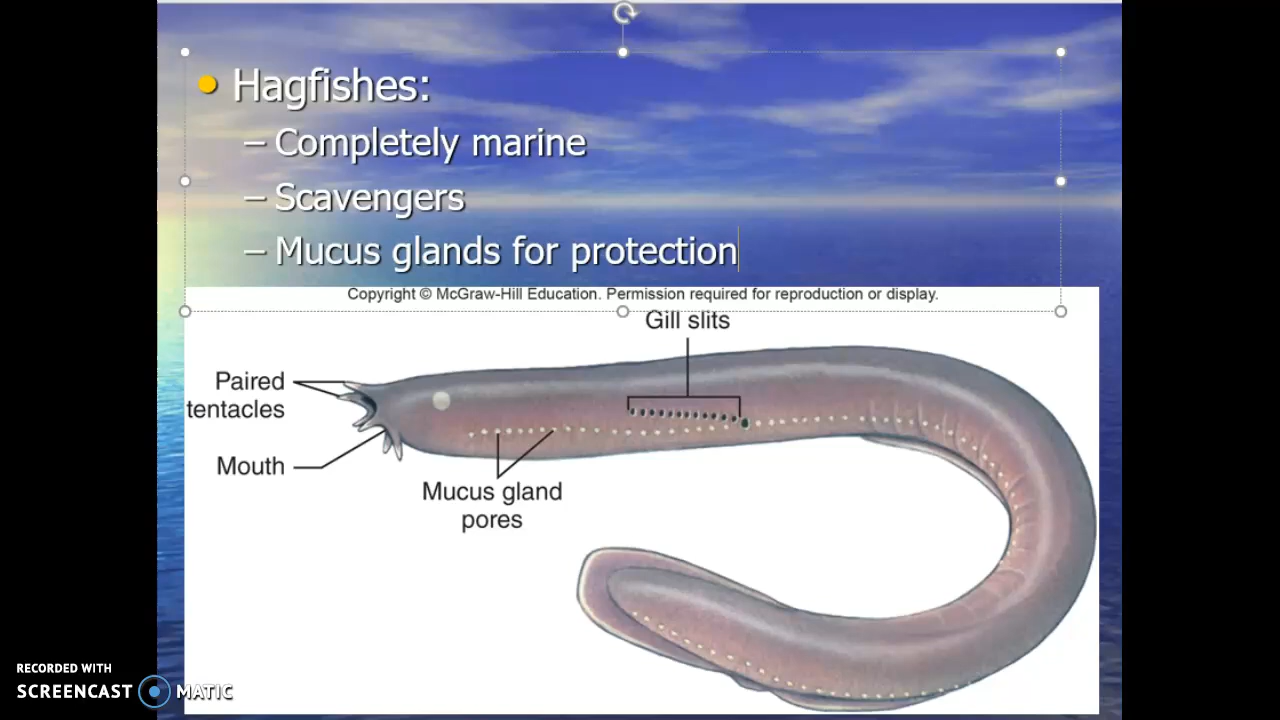 Hagfishes:
– Completely marine
– Scavengers
– Mucus glands for protection
Copyright © McGraw-Hill Education. Permission required for reproduction or display.
Gill slits
Paired
tentacles
Mouth
Mucus gland
pores
RECORDED WITH
SCREENCAST MATIC